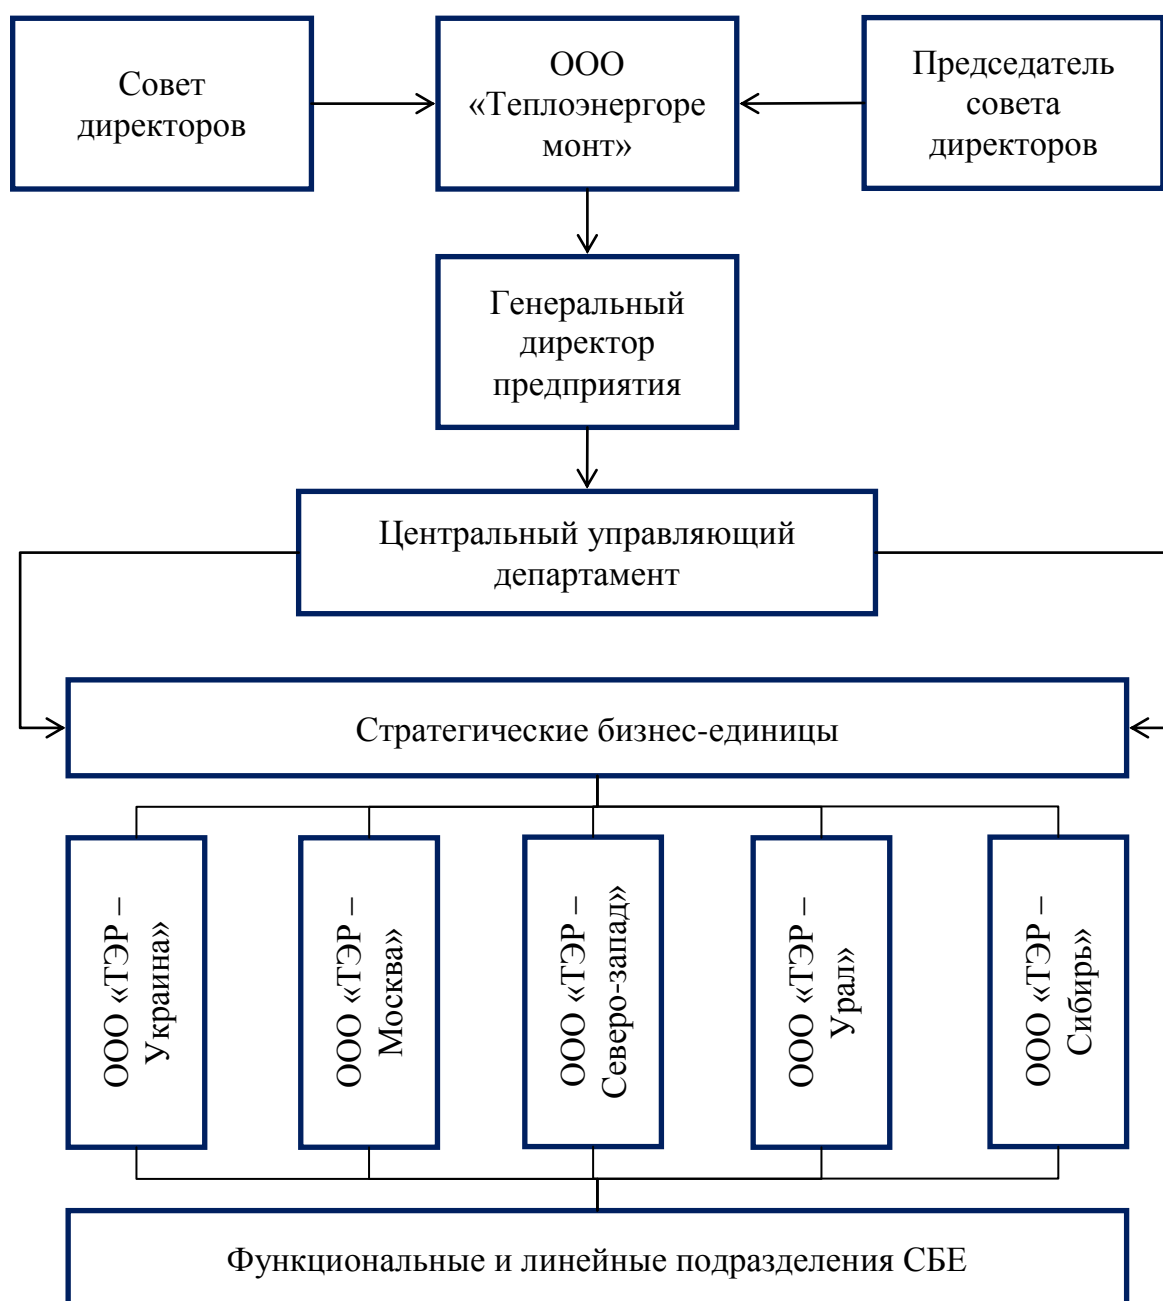 Совет
директоров
ООО
«Теплоэнергоре
монт»
Председатель
совета
директоров
Генеральный
директор
предприятия
Центральный управляющий
департамент
Стратегические бизнес-единицы
ООО «ТЭР –
Украина»
ООО «ТЭР –
Москва»
ООО «ТЭР –
Северо-запад»
ООО «ТЭР –
Урал»
ООО «ТЭР –
Сибирь»
Функциональные и линейные подразделения СБЕ